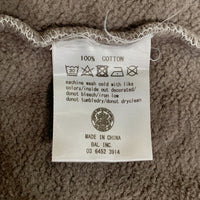 100% COTTON
machine wash cold with like
colors/inside out decorated/
donot bleach/iron low
donot tumbledry/donot dryclean
MADE IN CHINA
BAL, INC
03 6452 3914